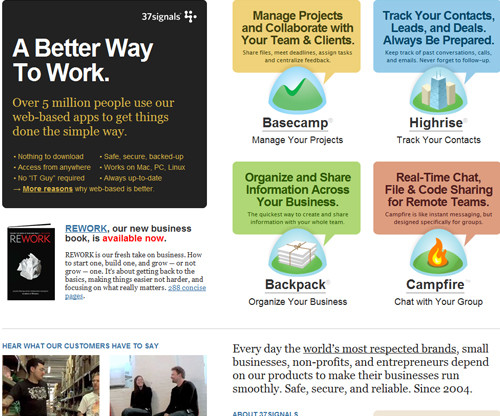 37signals
A Better Way
To Work.
Over 5 million people use our
web-based apps to get things
done the simple way.
• Nothing to download
• Access from anywhere
• No "IT Guy" required
• Safe, secure, backed-up
• Works on Mac, PC, Linux
• Always up-to-date
→ More reasons why web-based is better.
REWORK
REWORK, our new business
book, is available now.
REWORK is our fresh take on business. How
to start one, build one, and grow — or not
grow — one. It's about getting back to the
basics, making things easier not harder, and
focusing on what really matters. 288 concise
pages.
Manage Projects
and Collaborate with
Your Team & Clients.
Share files, meet deadlines, assign tasks
and centralize feedback.
Basecamp®
Manage Your Projects
Track Your Contacts,
Leads, and Deals.
Always Be Prepared.
Keep track of past conversations, calls,
and emails. Never forget to follow-up.
Highrise®
Track Your Contacts
Organize and Share
Information Across
Your Business.
The quickest way to create and share
information with your whole team.
Backpack®
Organize Your Business
Real-Time Chat,
File & Code Sharing
for Remote Teams.
Campfire is like instant messaging, but
designed specifically for groups.
Campfire™
Chat with Your Group
HEAR WHAT OUR CUSTOMERS HAVE TO SAY
Every day the world's most respected brands, small
businesses, non-profits, and entrepreneurs depend
on our products to make their businesses run
smoothly. Safe, secure, and reliable. Since 2004.
ABOUT 37SIGNALS